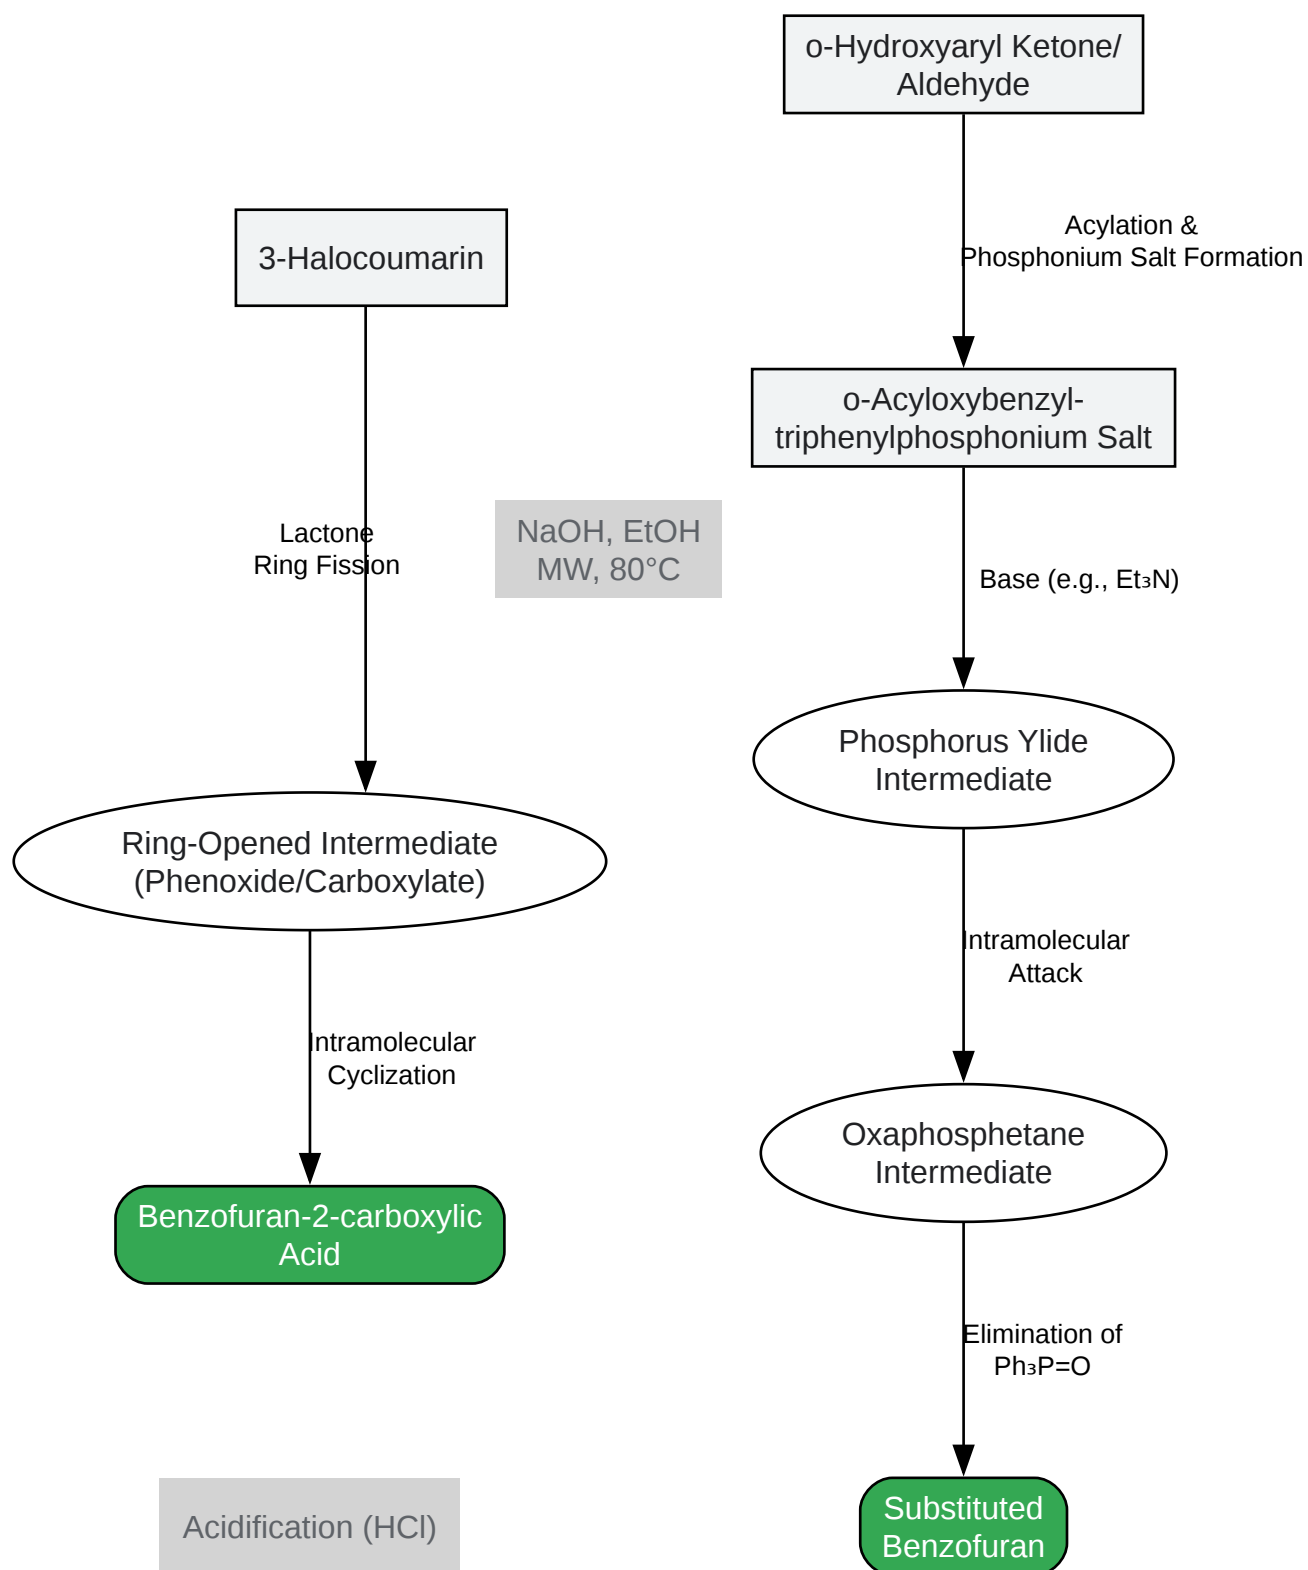 o-Hydroxyaryl Ketone/
Aldehyde
Acylation &
Phosphonium Salt Formation
3-Halocoumarin
o-Acyloxybenzyl-
triphenylphosphonium Salt
Lactone
Ring Fission
NaOH, EtOH
MW, 80°C
Base (e.g., Et₃N)
Phosphorus Ylide
Intermediate
Ring-Opened Intermediate
(Phenoxide/Carboxylate)
Intramolecular
Attack
Intramolecular
Cyclization
Oxaphosphetane
Intermediate
Benzofuran-2-carboxylic
Acid
Elimination of
Ph₃P=O
Acidification (HCl)
Substituted
Benzofuran